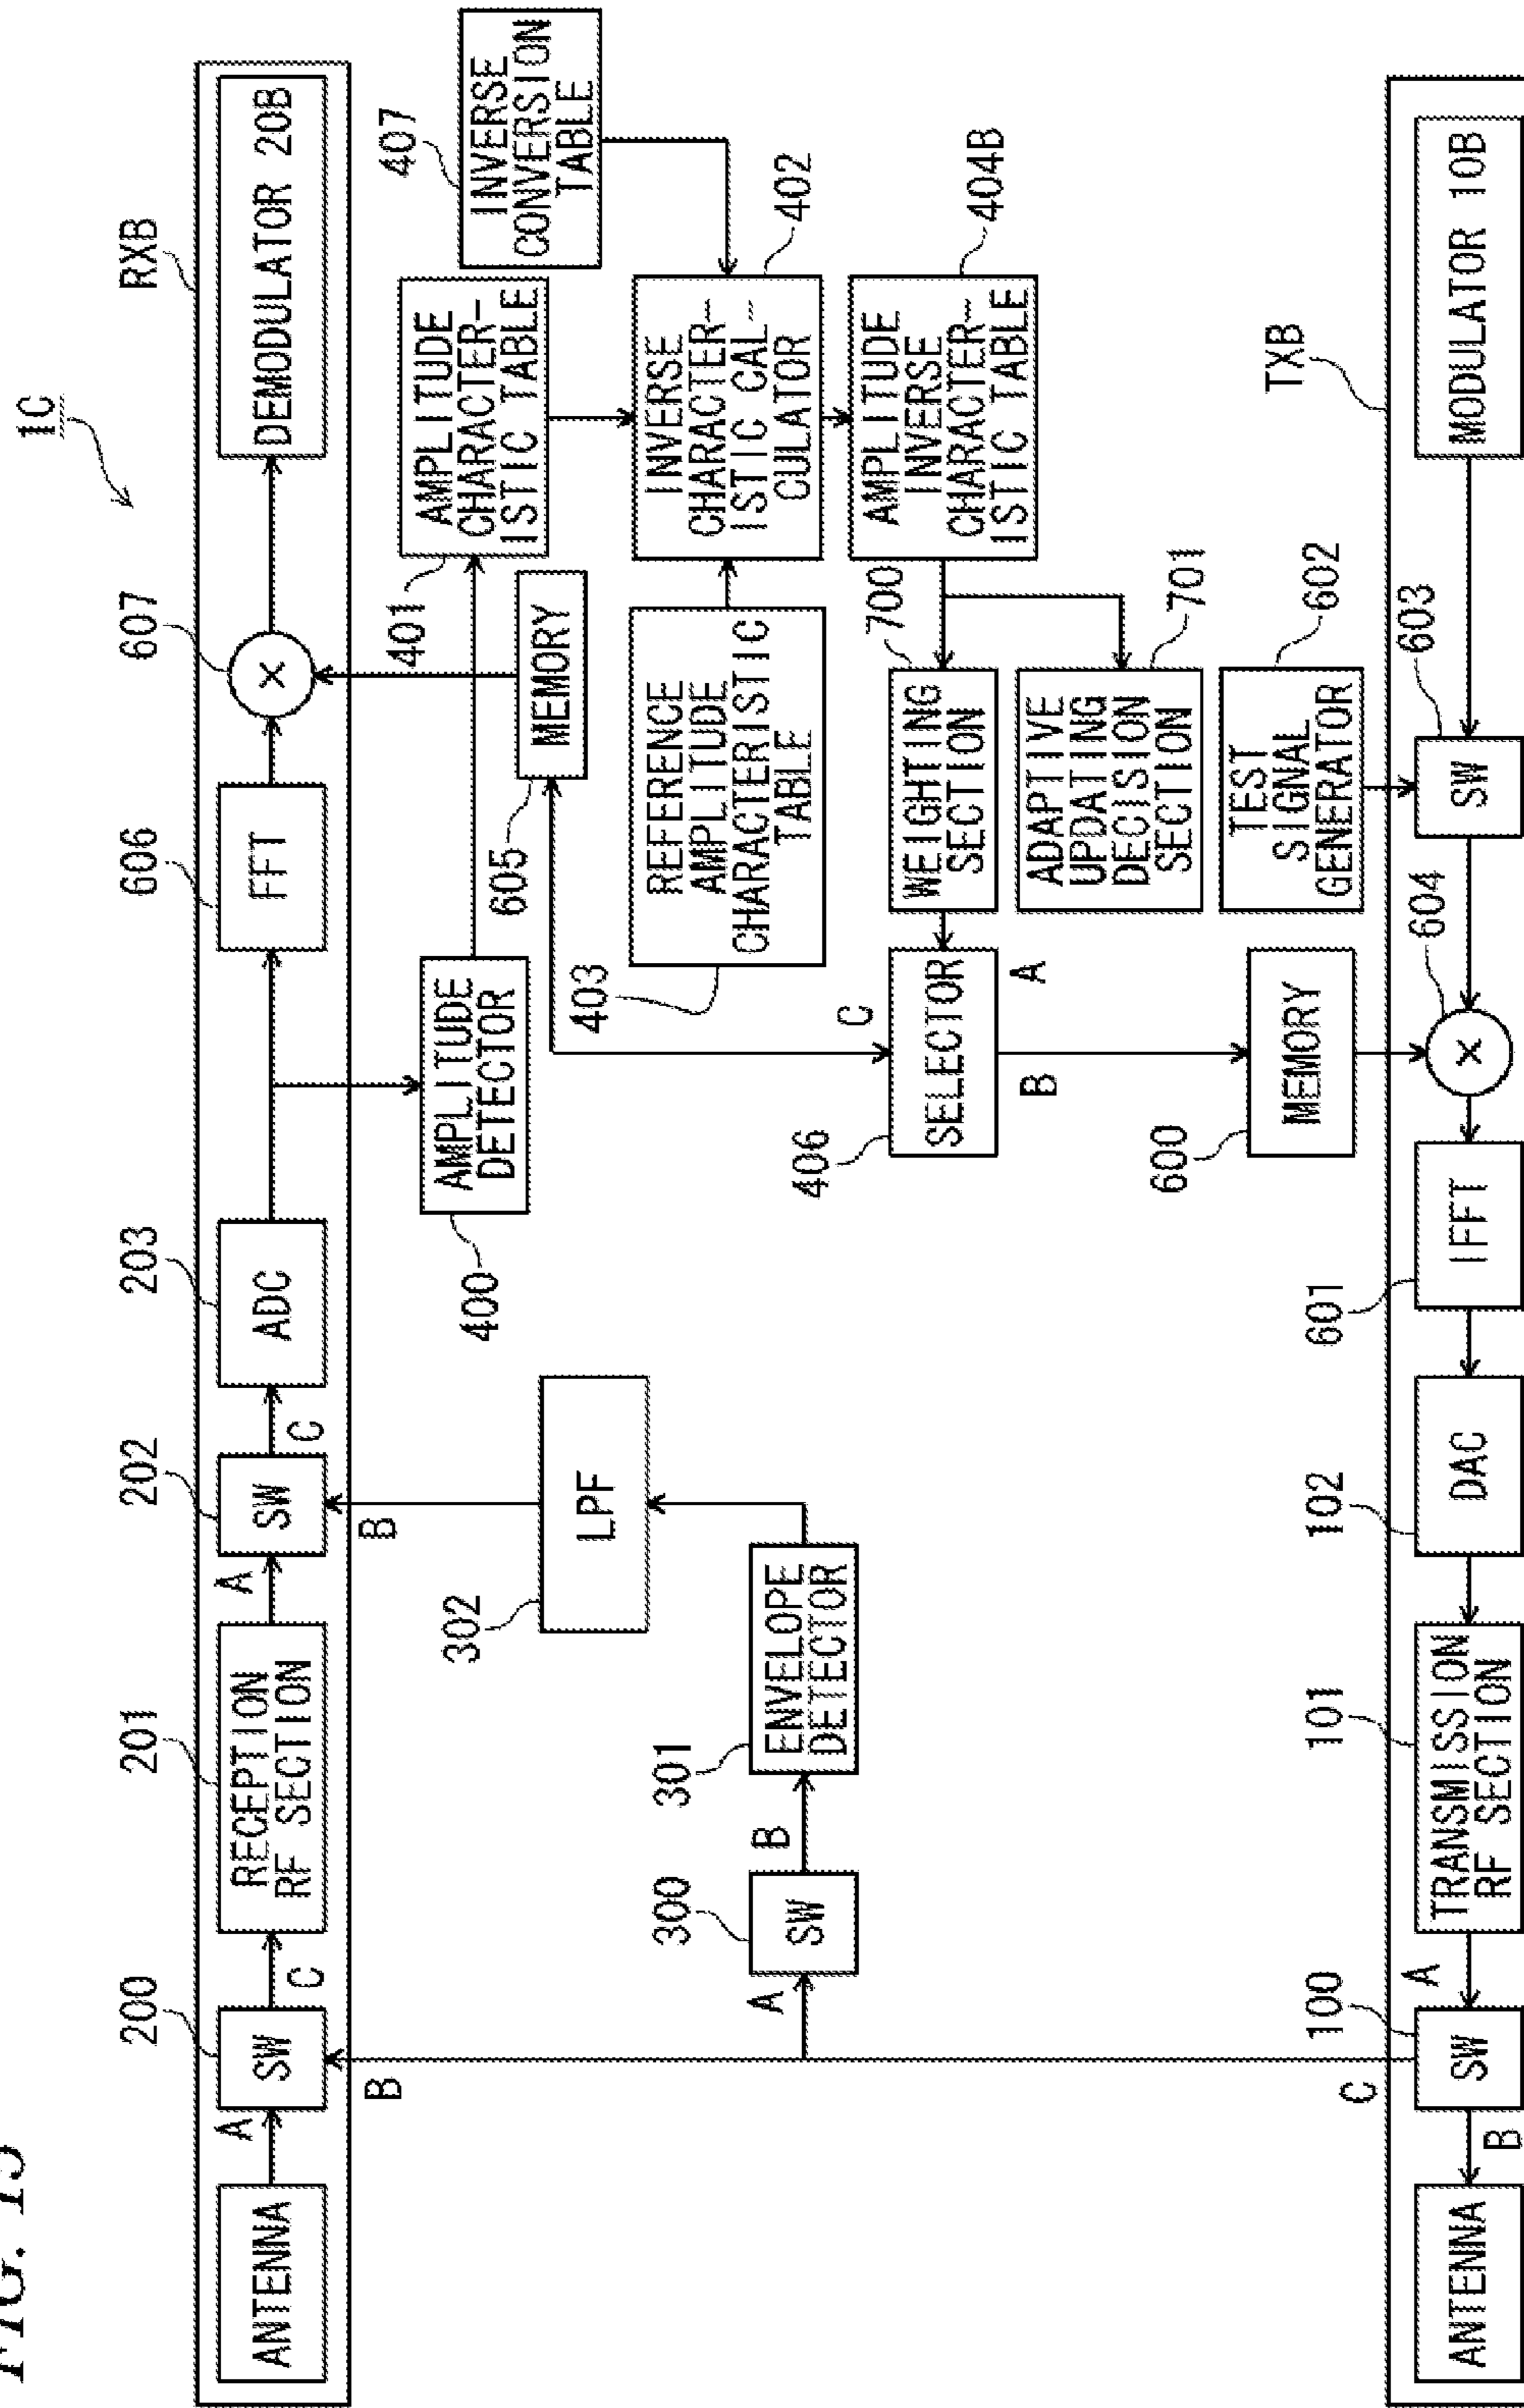 FIG. 15
1C
RXB
200
201
202
203
606
607
ANTENNA
A
SW
C
RECEPTION
RF SECTION
A
SW
C
ADC
FFT
×
DEMODULATOR 20B
B
B
302
LPF
400
AMPLITUDE
DETECTOR
401
AMPLITUDE
CHARACTER-
ISTIC TABLE
407
INVERSE
CONVERSION
TABLE
605
MEMORY
403
REFERENCE
AMPLITUDE
CHARACTERISTIC
TABLE
INVERSE
CHARACTER-
ISTIC CAL-
CULATOR
402
300
A
SW
B
301
ENVELOPE
DETECTOR
406
C
SELECTOR
A
B
700
WEIGHTING
SECTION
AMPLITUDE
INVERSE
CHARACTER-
ISTIC TABLE
404B
701
ADAPTIVE
UPDATING
DECISION
SECTION
600
MEMORY
602
TEST
SIGNAL
GENERATOR
TXB
C
100
101
102
601
604
603
ANTENNA
B
SW
A
TRANSMISSION
RF SECTION
DAC
IFFT
×
SW
MODULATOR 10B